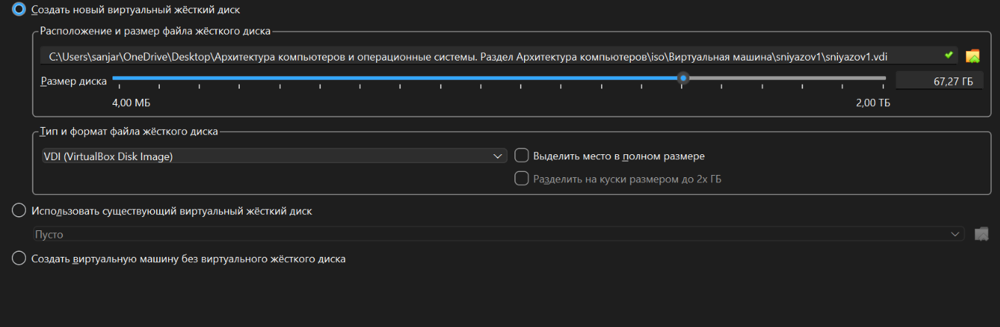 Создать новый виртуальный жёсткий диск
Расположение и размер файла жёсткого диска
C:\Users\sanjar\OneDrive\Desktop\Архитектура компьютеров и операционные системы. Раздел Архитектура компьютеров\iso\Виртуальная машина\sniyazov1\sniyazov1.vdi
Размер диска 67,27 ГБ
4,00 МБ 2,00 ТБ
Тип и формат файла жёсткого диска
VDI (VirtualBox Disk Image) Выделить место в полном размере
Разделить на куски размером до 2х ГБ
Использовать существующий виртуальный жёсткий диск
Пусто
Создать виртуальную машину без виртуального жёсткого диска